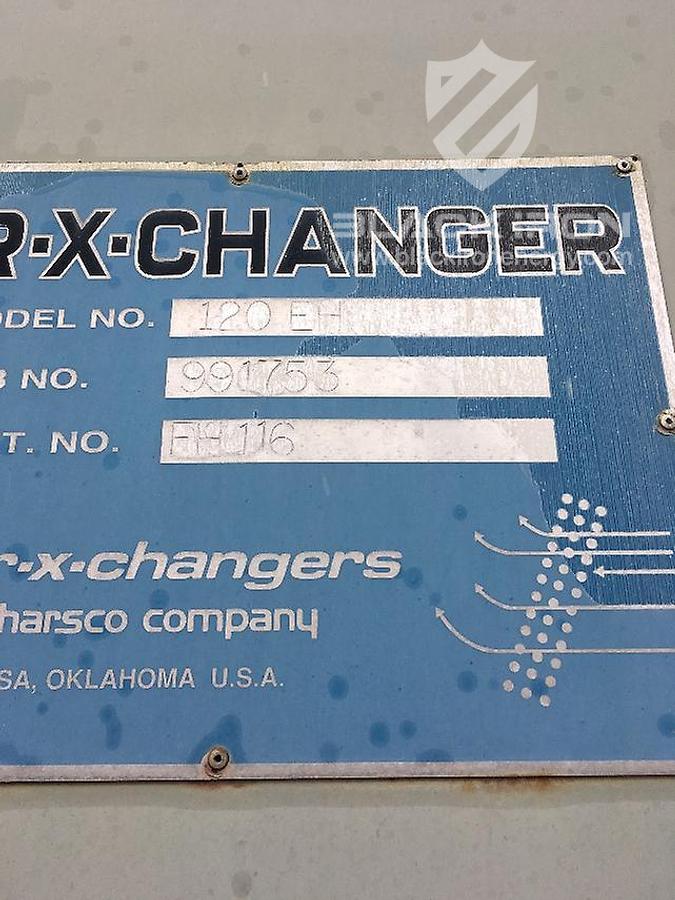 R·X·CHANGER
ODEL NO. 120 EH
B NO. 991753
T. NO. EH 116
r-x-changers
harsco company
SA, OKLAHOMA U.S.A.